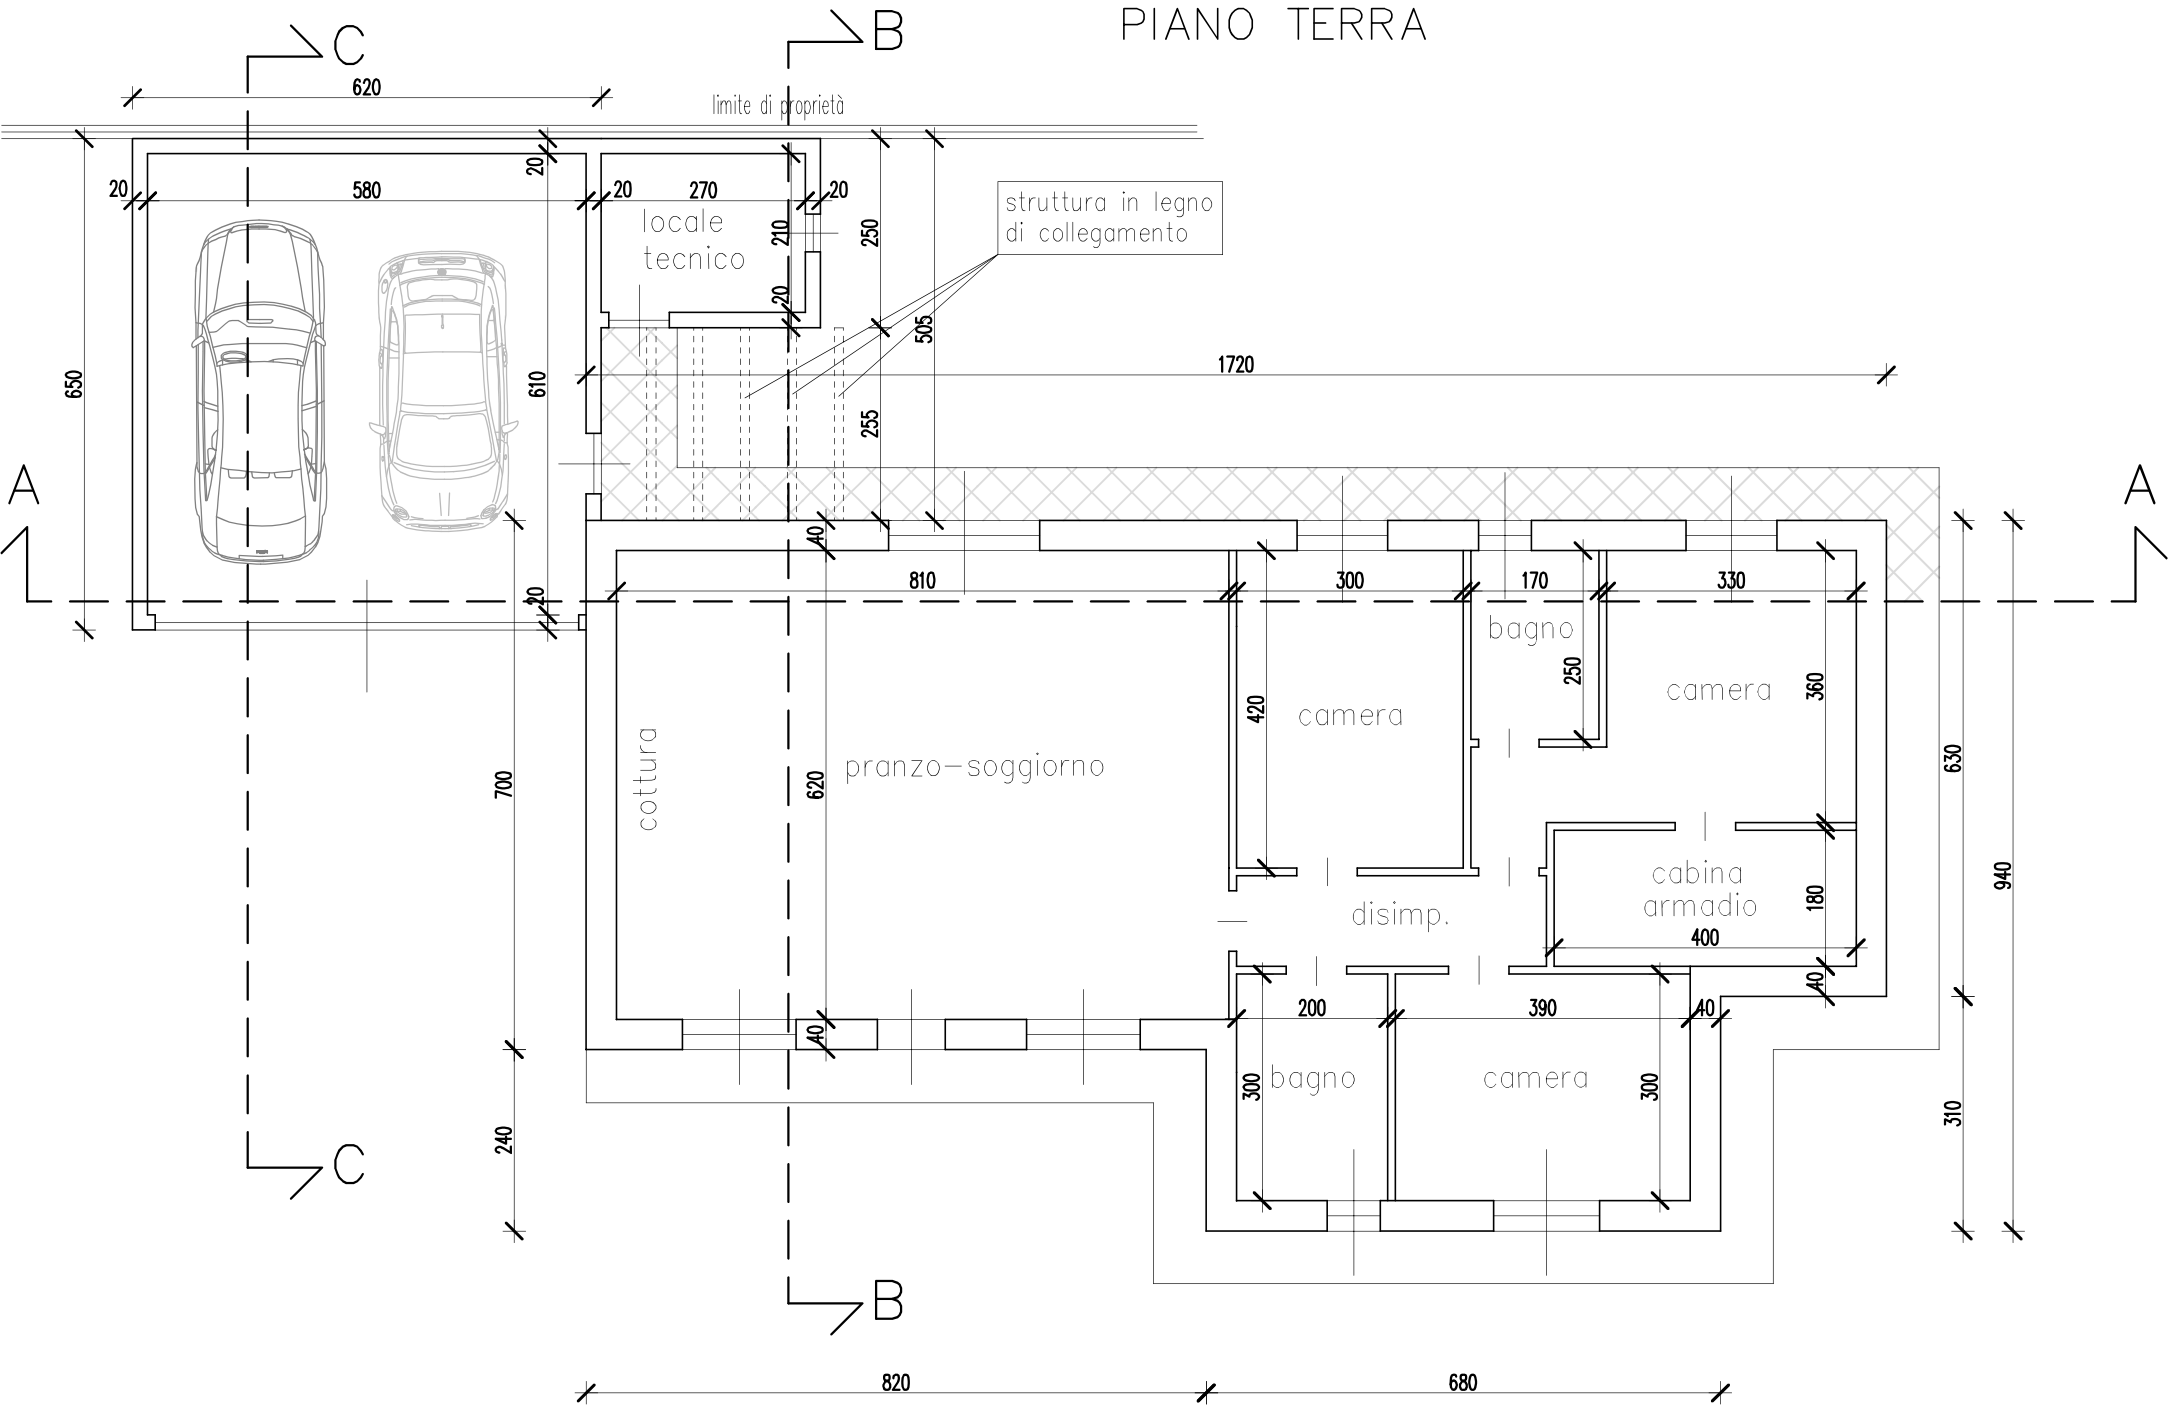 PIANO TERRA
C
B
620
limite di proprietà
20
580
20
20
270
20
locale
tecnico
210
250
struttura in legno
di collegamento
20
505
1720
650
610
255
A
A
40
20
810
300
170
330
bagno
250
camera
360
420
camera
cottura
pranzo-soggiorno
620
700
630
940
cabina
armadio
180
disimp.
400
40
200
390
40
40
300
bagno
camera
300
310
240
C
B
820
680